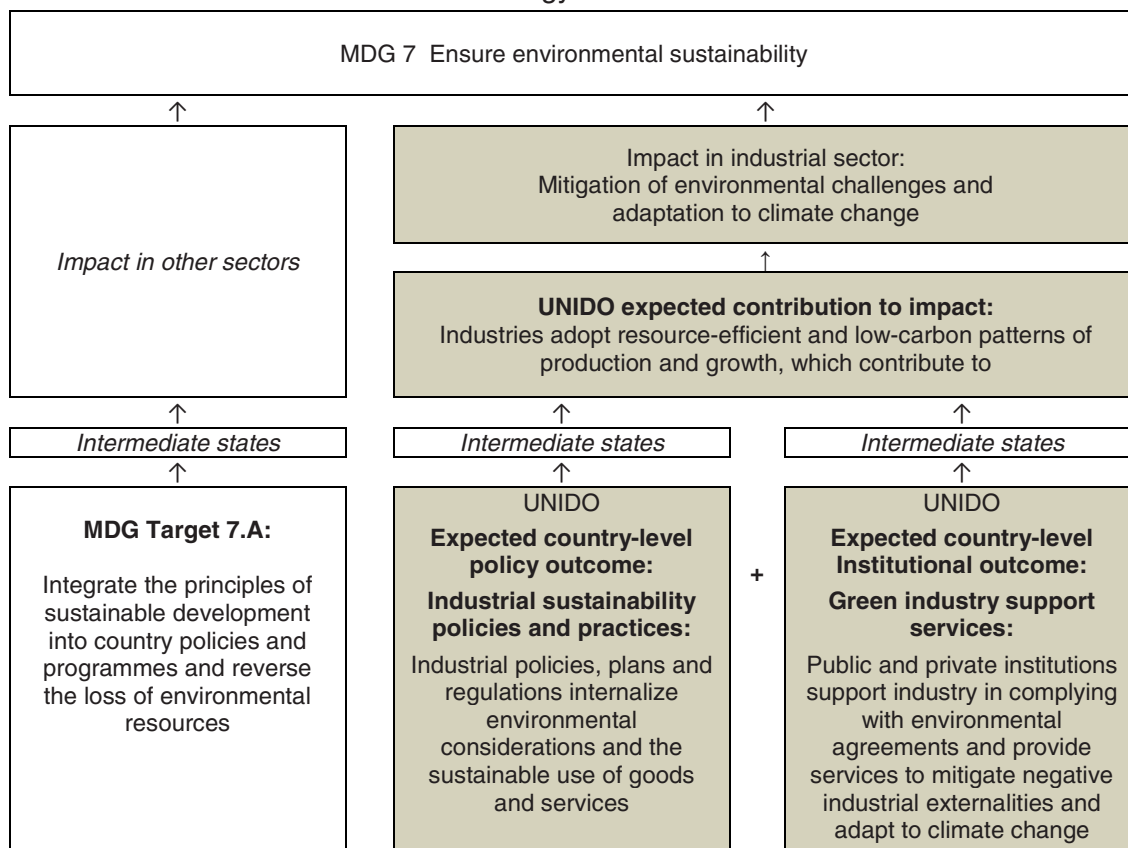 MDG 7 Ensure environmental sustainability
↑
↑
Impact in other sectors
Impact in industrial sector:
Mitigation of environmental challenges and
adaptation to climate change
↑
UNIDO expected contribution to impact:
Industries adopt resource-efficient and low-carbon patterns of
production and growth, which contribute to
↑
↑
↑
Intermediate states
Intermediate states
Intermediate states
↑
↑
↑
MDG Target 7.A:
Integrate the principles of
sustainable development
into country policies and
programmes and reverse
the loss of environmental
resources
UNIDO
Expected country-level
policy outcome:
Industrial sustainability
policies and practices:
Industrial policies, plans and
regulations internalize
environmental
considerations and the
sustainable use of goods
and services
+
UNIDO
Expected country-level
Institutional outcome:
Green industry support
services:
Public and private institutions
support industry in complying
with environmental
agreements and provide
services to mitigate negative
industrial externalities and
adapt to climate change